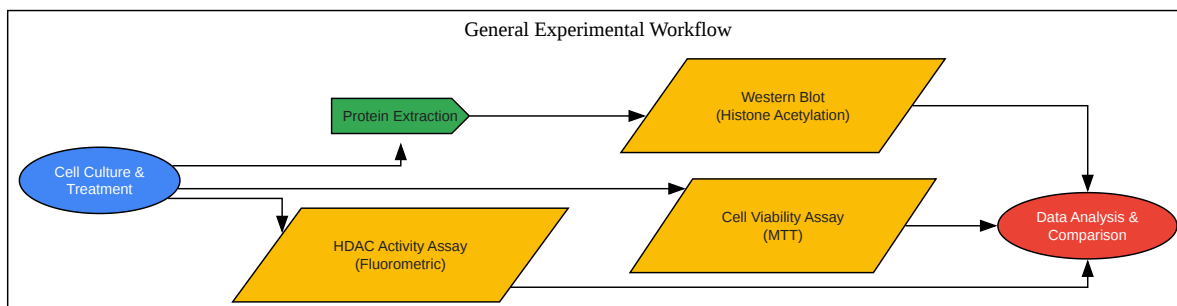 General Experimental Workflow
Western Blot
(Histone Acetylation)
Protein Extraction
Cell Culture &
Treatment
Cell Viability Assay
(MTT)
Data Analysis &
Comparison
HDAC Activity Assay
(Fluorometric)